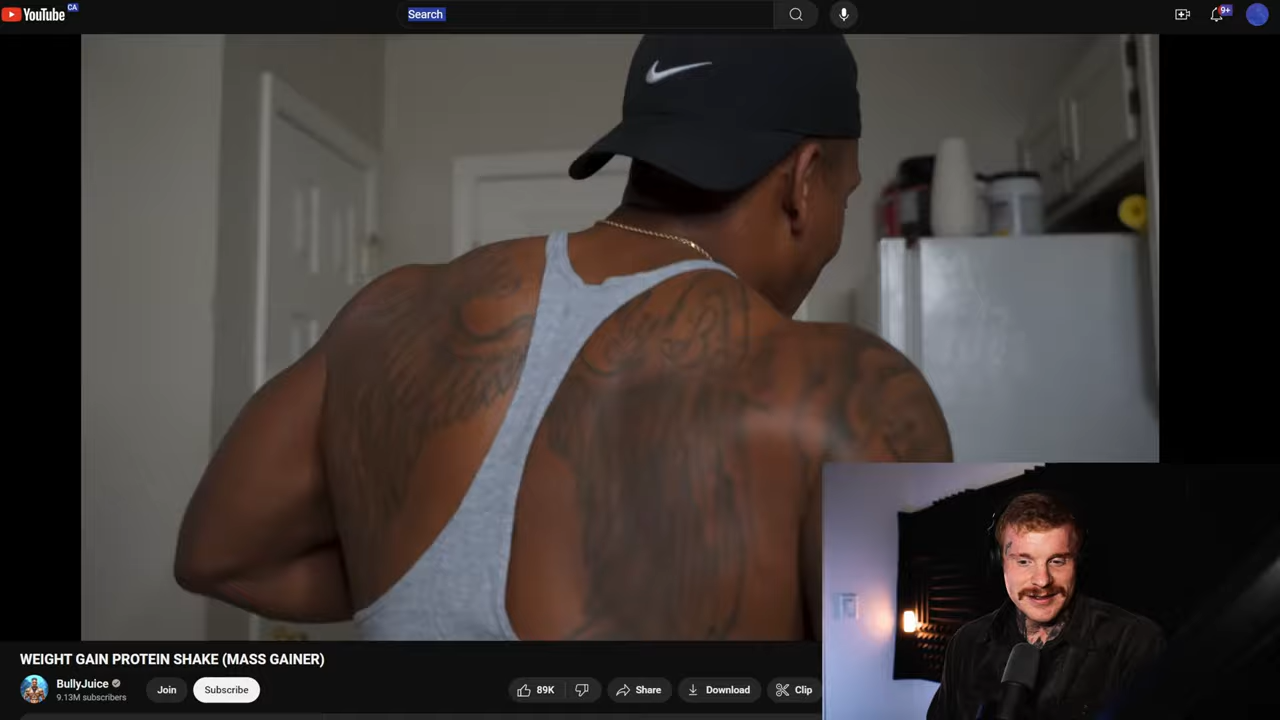 YouTube CA
Search
9+
WEIGHT GAIN PROTEIN SHAKE (MASS GAINER)
BullyJuice
9.13M subscribers
Join
Subscribe
89K
Share
Download
Clip